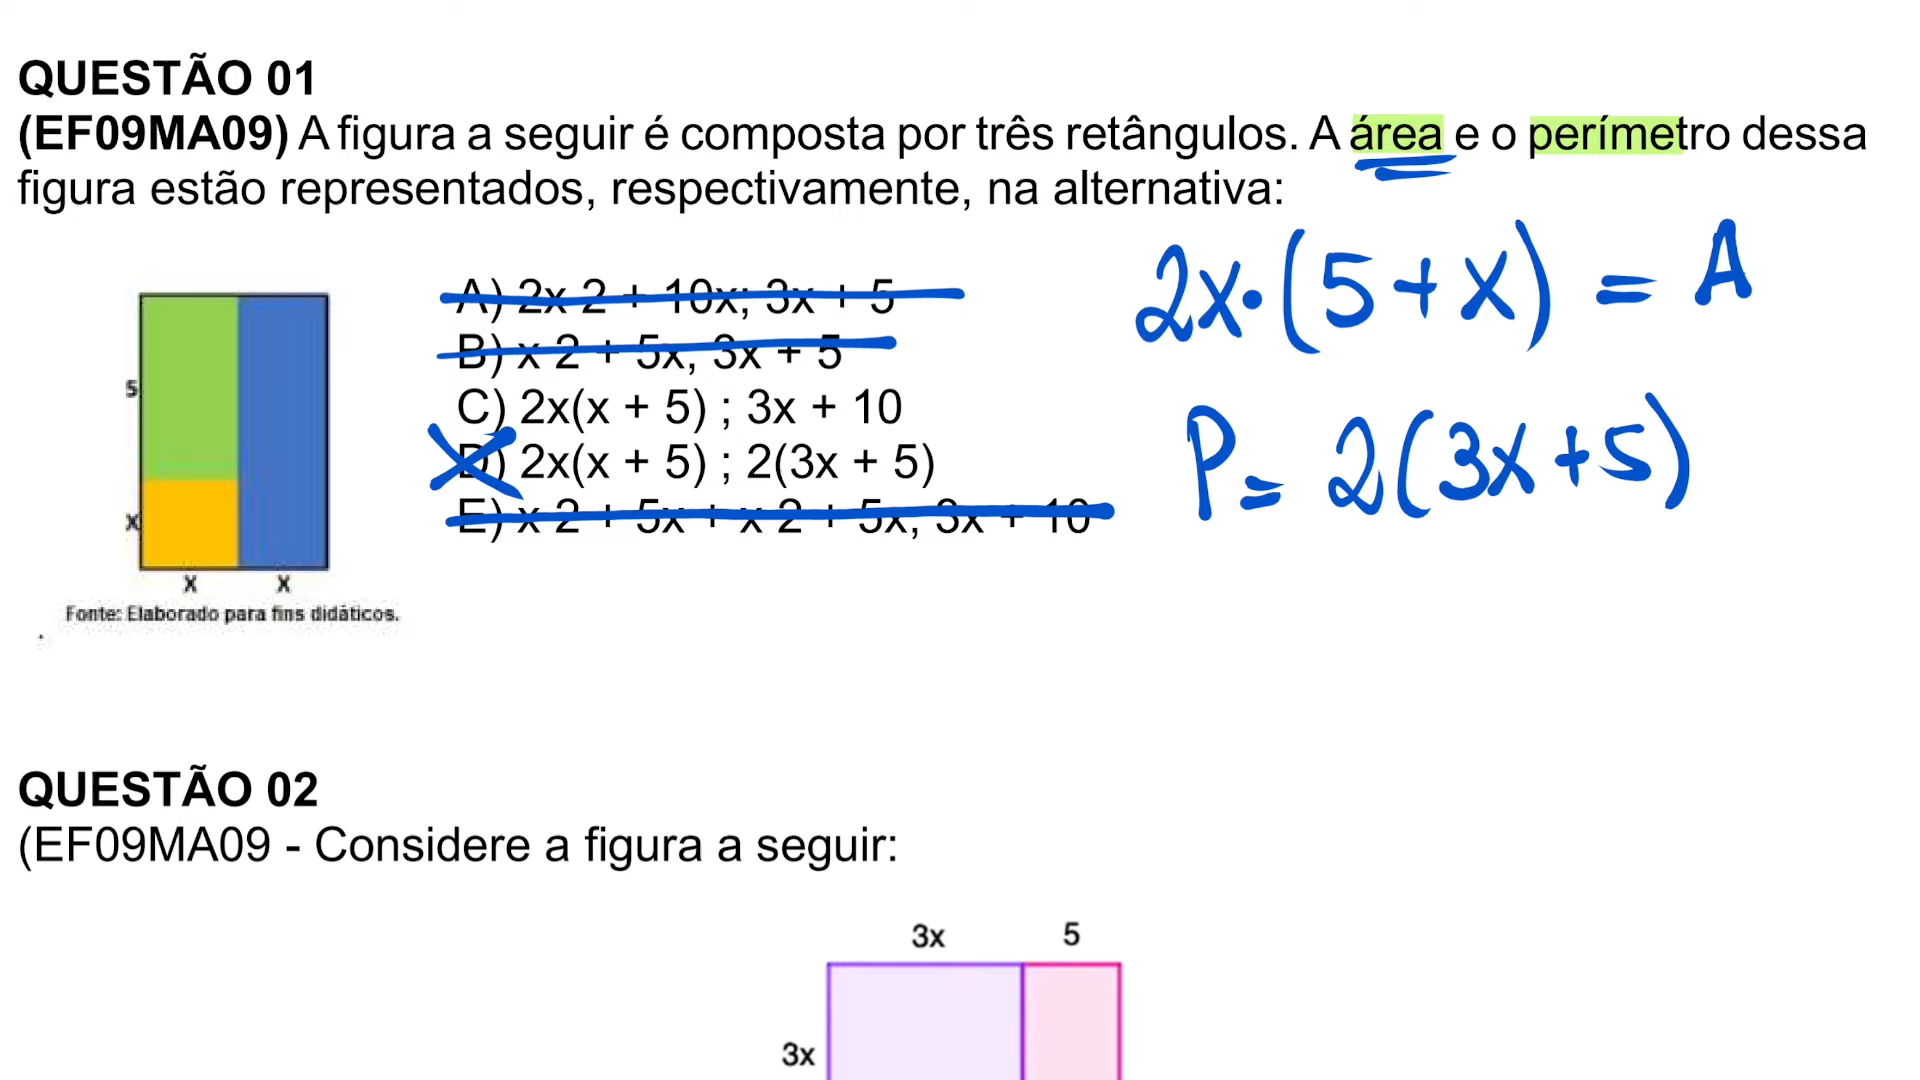 QUESTÃO 01
(EF09MA09) A figura a seguir é composta por três retângulos. A área e o perímetro dessa
figura estão representados, respectivamente, na alternativa:
A) 2x 2 + 10x; 3x + 5
B) x 2 + 5x; 3x + 5
C) 2x(x + 5) ; 3x + 10
D) 2x(x + 5) ; 2(3x + 5)
E) x 2 + 5x + x 2 + 5x; 3x + 10
2x·(5+x) = A
P = 2(3x+5)
5
x
x x
Fonte: Elaborado para fins didáticos.
QUESTÃO 02
(EF09MA09 - Considere a figura a seguir:
3x 5
3x